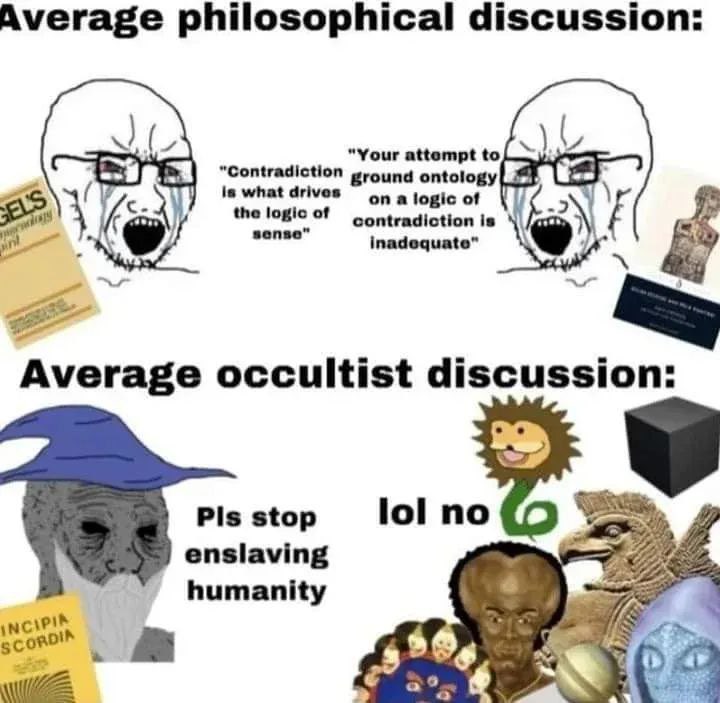 Average philosophical discussion:
"Contradiction
is what drives
the logic of
sense"
"Your attempt to
ground ontology
on a logic of
contradiction is
inadequate"
GEL'S
Average occultist discussion:
Pls stop
enslaving
humanity
lol no
INCIPIA
SCORDIA